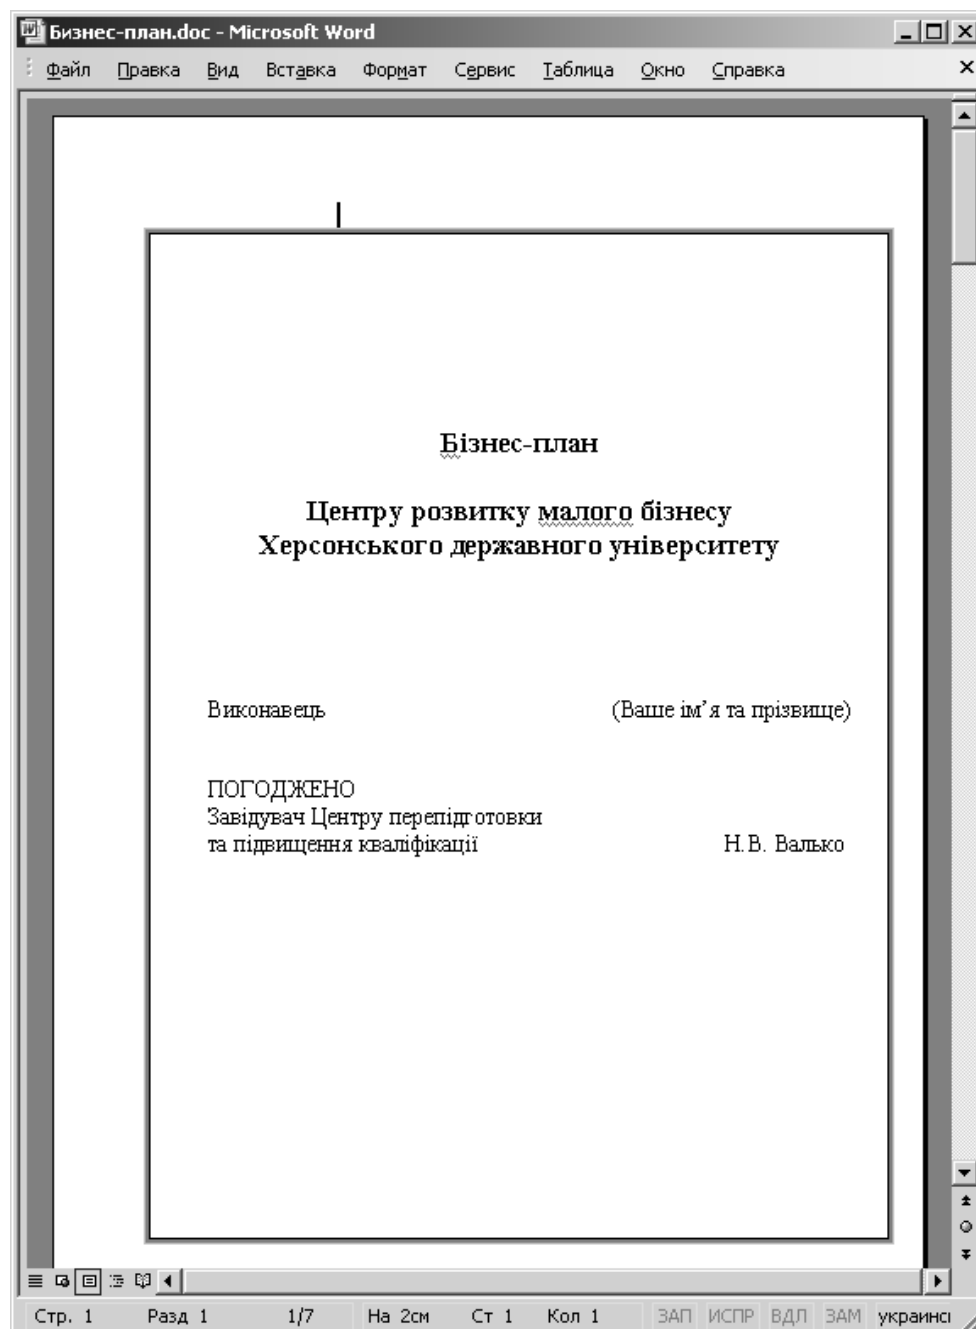 Бизнес-план.doc - Microsoft Word
Файл Правка Вид Вставка Формат Сервис Таблица Окно Справка
Бізнес-план
Центру розвитку малого бізнесу
Херсонського державного університету
Виконавець (Ваше ім’я та прізвище)
ПОГОДЖЕНО
Завідувач Центру перепідготовки
та підвищення кваліфікації Н.В. Валько
Стр. 1 Разд 1 1/7 На 2см Ст 1 Кол 1 ЗАП ИСПР ВДЛ ЗАМ украинсі